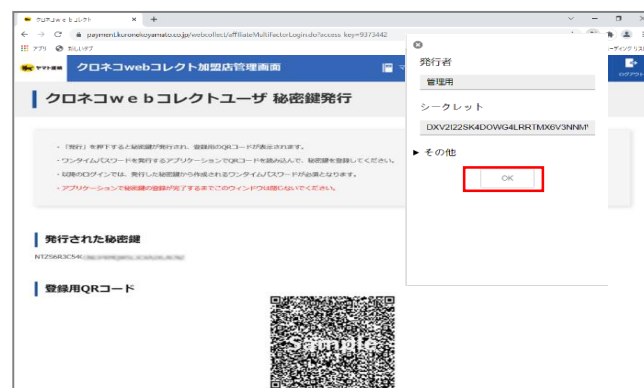 クロネコwebコレクト
payment.kuronekoyamato.co.jp/webcollect/affiliateMultiFactorLogin.do?access_key=9373442
アプリ
ヤマト運輸
クロネコwebコレクト加盟店管理画面
ログアウト
クロネコwebコレクトユーザ 秘密鍵発行
・「発行」を押下すると秘密鍵が発行され、登録用のQRコードが表示されます。
・ワンタイムパスワードを発行するアプリケーションでQRコードを読み込んで、秘密鍵を登録してください。
・以降のログインでは、発行した秘密鍵から作成されるワンタイムパスワードが必須となります。
・アプリケーションで秘密鍵の登録が完了するまでこのウィンドウは閉じないでください。
発行された秘密鍵
登録用QRコード
Sample
発行者
管理用
シークレット
DXV2I22SK4DOWG4LRRTMX6V3NNM
▶ その他
OK